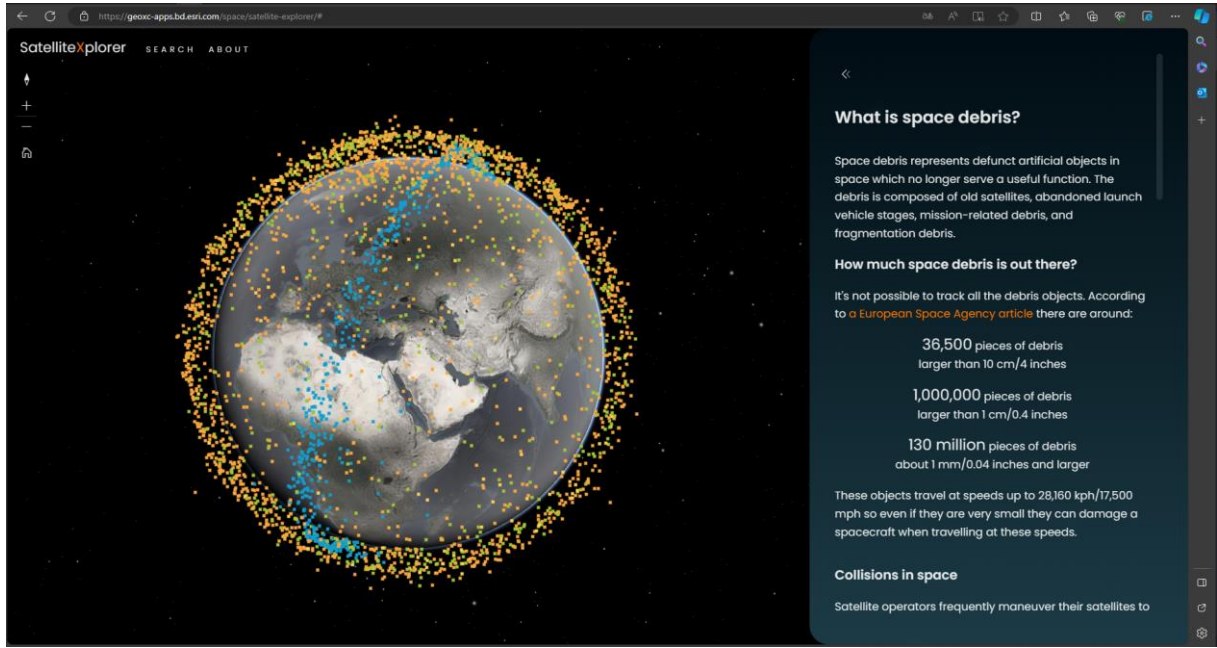 https://geoxc-apps.bd.esri.com/space/satellite-explorer/#
SatelliteXplorer SEARCH ABOUT
What is space debris?
Space debris represents defunct artificial objects in
space which no longer serve a useful function. The
debris is composed of old satellites, abandoned launch
vehicle stages, mission-related debris, and
fragmentation debris.
How much space debris is out there?
It's not possible to track all the debris objects. According
to a European Space Agency article there are around:
36,500 pieces of debris
larger than 10 cm/4 inches
1,000,000 pieces of debris
larger than 1 cm/0.4 inches
130 million pieces of debris
about 1 mm/0.04 inches and larger
These objects travel at speeds up to 28,160 kph/17,500
mph so even if they are very small they can damage a
spacecraft when travelling at these speeds.
Collisions in space
Satellite operators frequently maneuver their satellites to